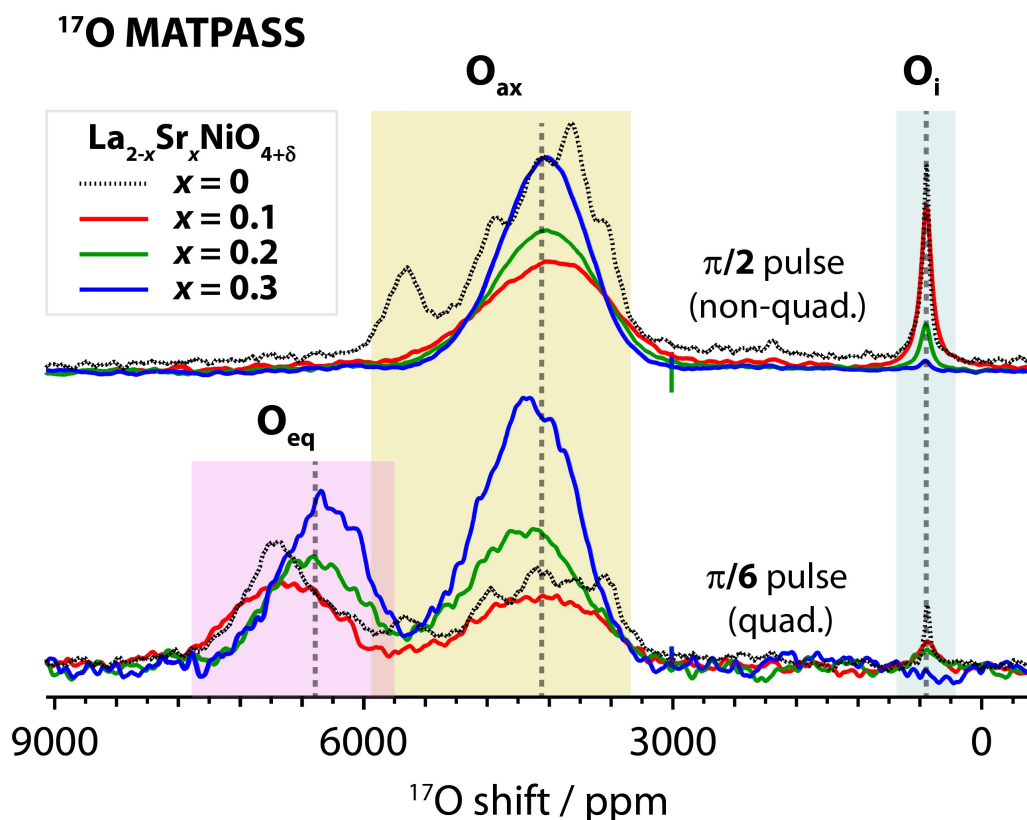 ¹⁷O MATPASS
Oₐₓ
Oᵢ
La₂₋ₓSrₓNiO₄₊δ
x = 0
x = 0.1
x = 0.2
x = 0.3
π/2 pulse
(non-quad.)
O_eq
π/6 pulse
(quad.)
9000 6000 3000 0
¹⁷O shift / ppm